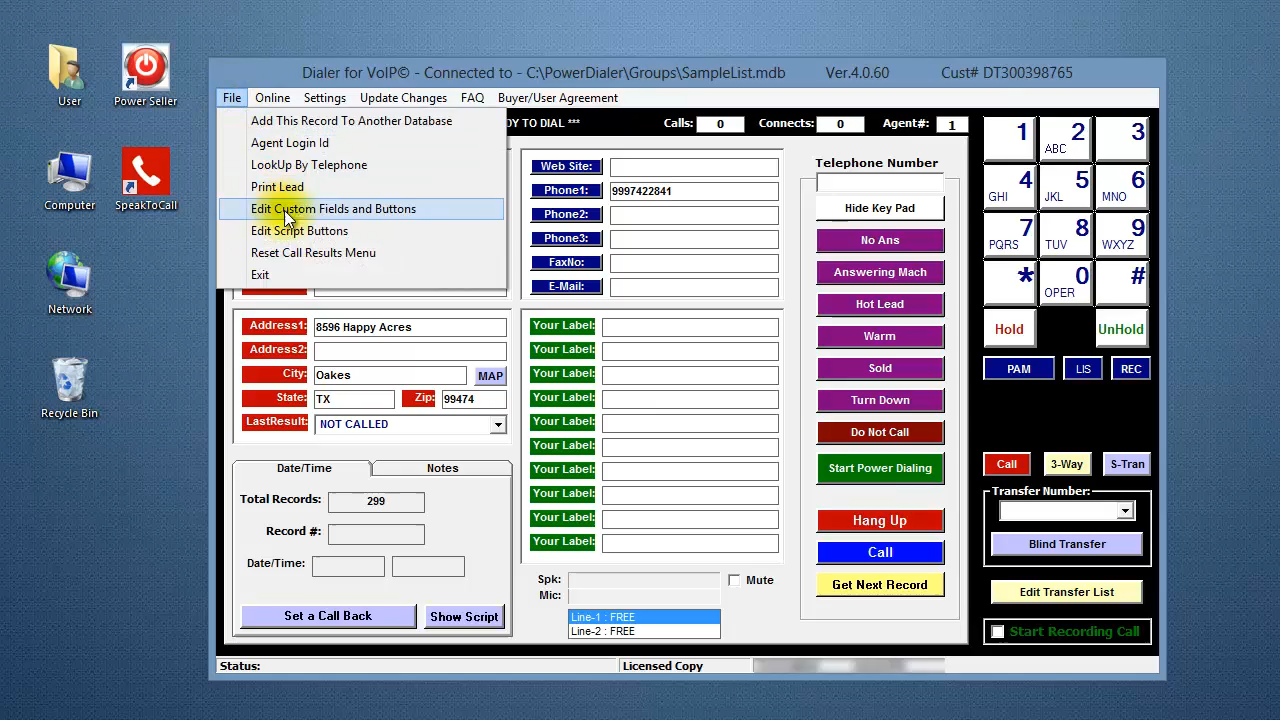 User
Power Seller
Computer
SpeakToCall
Network
Recycle Bin
Dialer for VoIP© - Connected to - C:\PowerDialer\Groups\SampleList.mdb Ver.4.0.60 Cust# DT300398765
File Online Settings Update Changes FAQ Buyer/User Agreement
Add This Record To Another Database
Agent Login Id
LookUp By Telephone
Print Lead
Edit Custom Fields and Buttons
Edit Script Buttons
Reset Call Results Menu
Exit
DY TO DIAL *** Calls: 0 Connects: 0 Agent#: 1
Web Site:
Phone1: 9997422841
Phone2:
Phone3:
FaxNo:
E-Mail:
Address1: 8596 Happy Acres
Address2:
City: Oakes MAP
State: TX Zip: 99474
LastResult: NOT CALLED
Your Label:
Your Label:
Your Label:
Your Label:
Your Label:
Your Label:
Your Label:
Your Label:
Your Label:
Your Label:
Date/Time Notes
Total Records: 299
Record #:
Date/Time:
Set a Call Back Show Script
Spk: Mute
Mic:
Line-1 : FREE
Line-2 : FREE
Telephone Number
Hide Key Pad
No Ans
Answering Mach
Hot Lead
Warm
Sold
Turn Down
Do Not Call
Start Power Dialing
Hang Up
Call
Get Next Record
1 2 ABC 3
4 GHI 5 JKL 6 MNO
7 PQRS 8 TUV 9 WXYZ
* 0 OPER #
Hold UnHold
PAM LIS REC
Call 3-Way S-Tran
Transfer Number:
Blind Transfer
Edit Transfer List
Start Recording Call
Status: Licensed Copy